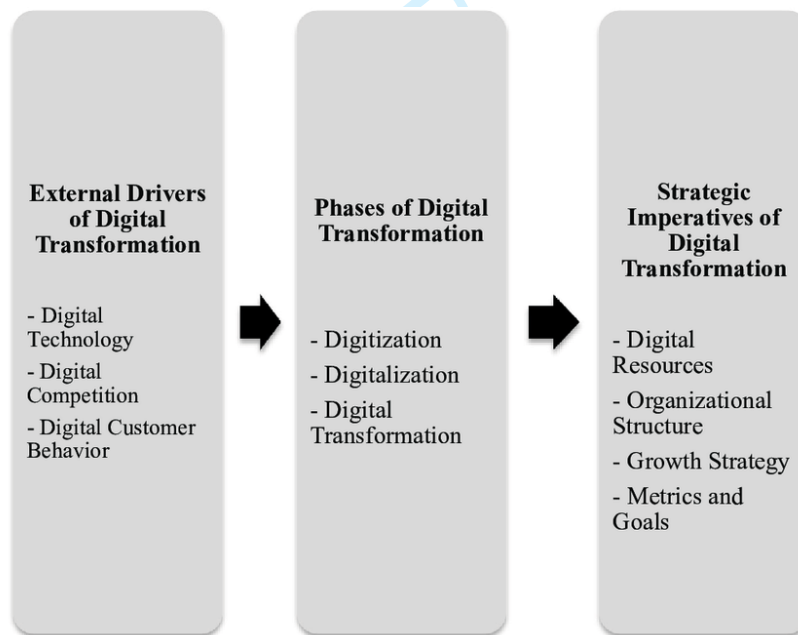 External Drivers
of Digital
Transformation
- Digital
Technology
- Digital
Competition
- Digital Customer
Behavior
Phases of Digital
Transformation
- Digitization
- Digitalization
- Digital
Transformation
Strategic
Imperatives of
Digital
Transformation
- Digital
Resources
- Organizational
Structure
- Growth Strategy
- Metrics and
Goals